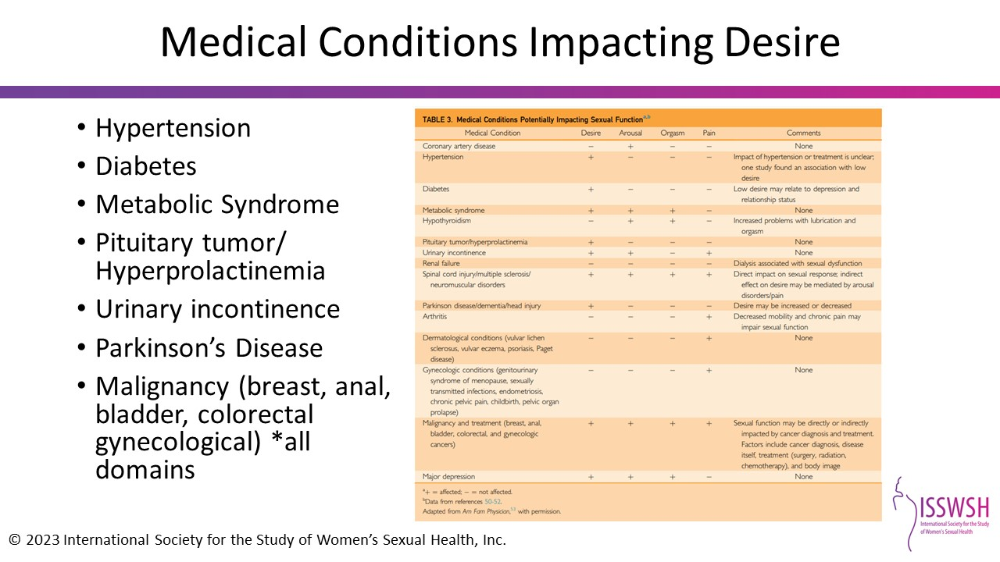 Medical Conditions Impacting Desire
• Hypertension
• Diabetes
• Metabolic Syndrome
• Pituitary tumor/
Hyperprolactinemia
• Urinary incontinence
• Parkinson's Disease
• Malignancy (breast, anal,
bladder, colorectal
gynecological) *all
domains
TABLE 3. Medical Conditions Potentially Impacting Sexual Function a,b
Medical Condition Desire Arousal Orgasm Pain Comments
Coronary artery disease − + − − None
Hypertension + − − − Impact of hypertension or treatment is unclear;
one study found an association with low
desire
Diabetes + − − − Low desire may relate to depression and
relationship status
Metabolic syndrome + + + − None
Hypothyroidism − + + − Increased problems with lubrication and
orgasm
Pituitary tumor/hyperprolactinemia + − − − None
Urinary incontinence + + − + None
Renal failure − − − − Dialysis associated with sexual dysfunction
Spinal cord injury/multiple sclerosis/ + + + + Direct impact on sexual response; indirect
neuromuscular disorders effect on desire may be mediated by arousal
disorders/pain
Parkinson disease/dementia/head injury + − − − Desire may be increased or decreased
Arthritis − − − + Decreased mobility and chronic pain may
impair sexual function
Dermatological conditions (vulvar lichen − − − + None
sclerosus, vulvar eczema, psoriasis, Paget
disease)
Gynecologic conditions (genitourinary − − − + None
syndrome of menopause, sexually
transmitted infections, endometriosis,
chronic pelvic pain, childbirth, pelvic organ
prolapse)
Malignancy and treatment (breast, anal, + + + + Sexual function may be directly or indirectly
bladder, colorectal, and gynecologic impacted by cancer diagnosis and treatment.
cancers) Factors include cancer diagnosis, disease
itself, treatment (surgery, radiation,
chemotherapy), and body image
Major depression + + + − None
a+ = affected; − = not affected.
bData from references 50-52.
Adapted from Am Fam Physician,53 with permission.
ISSWSH
International Society for the Study
of Women's Sexual Health
© 2023 International Society for the Study of Women's Sexual Health, Inc.